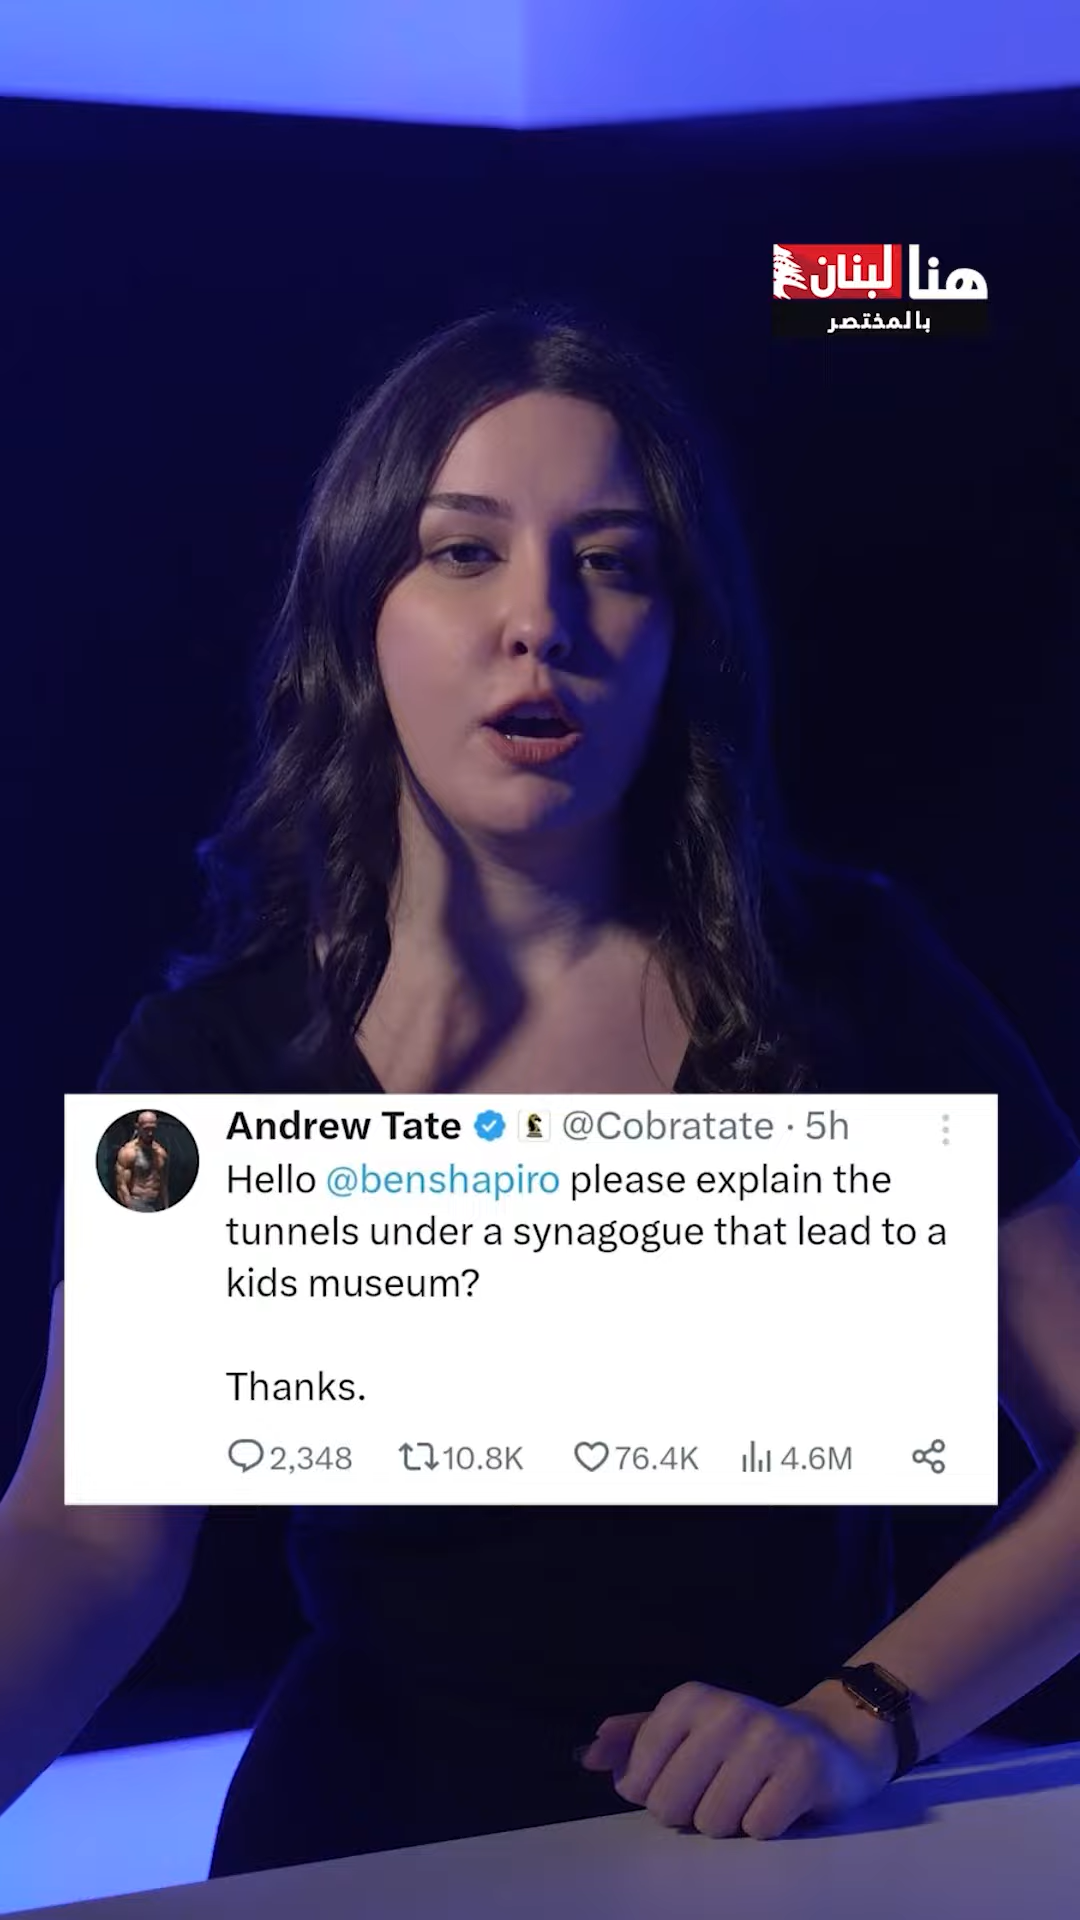 هنا لبنان
بالمختصر
Andrew Tate @Cobratate · 5h
Hello @benshapiro please explain the
tunnels under a synagogue that lead to a
kids museum?
Thanks.
2,348 10.8K 76.4K 4.6M